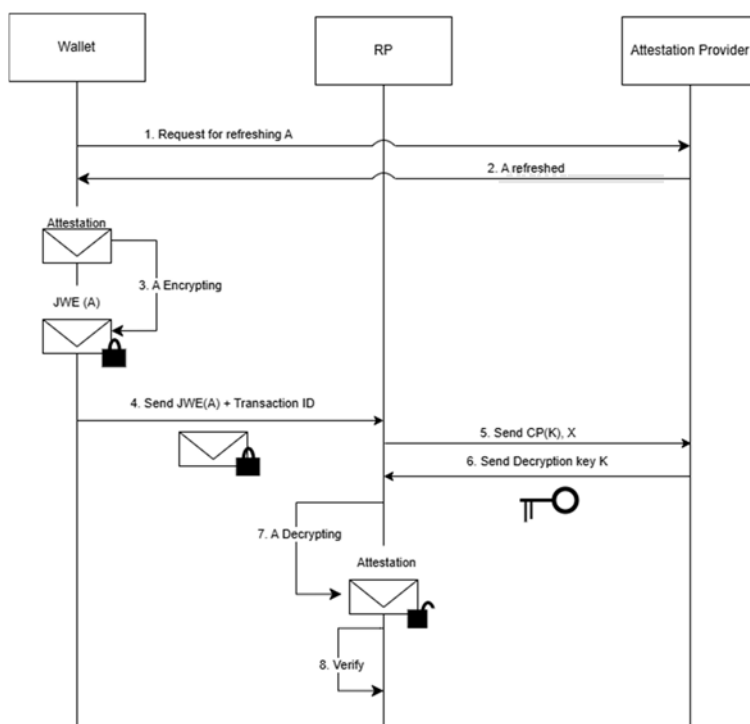 Wallet
RP
Attestation Provider
1. Request for refreshing A
2. A refreshed
Attestation
3. A Encrypting
JWE (A)
4. Send JWE(A) + Transaction ID
5. Send CP(K), X
6. Send Decryption key K
7. A Decrypting
Attestation
8. Verify